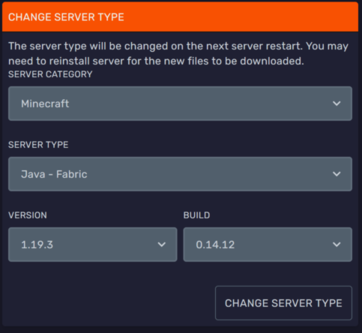 CHANGE SERVER TYPE
The server type will be changed on the next server restart. You may
need to reinstall server for the new files to be downloaded.
SERVER CATEGORY
Minecraft
SERVER TYPE
Java - Fabric
VERSION BUILD
1.19.3 0.14.12
CHANGE SERVER TYPE